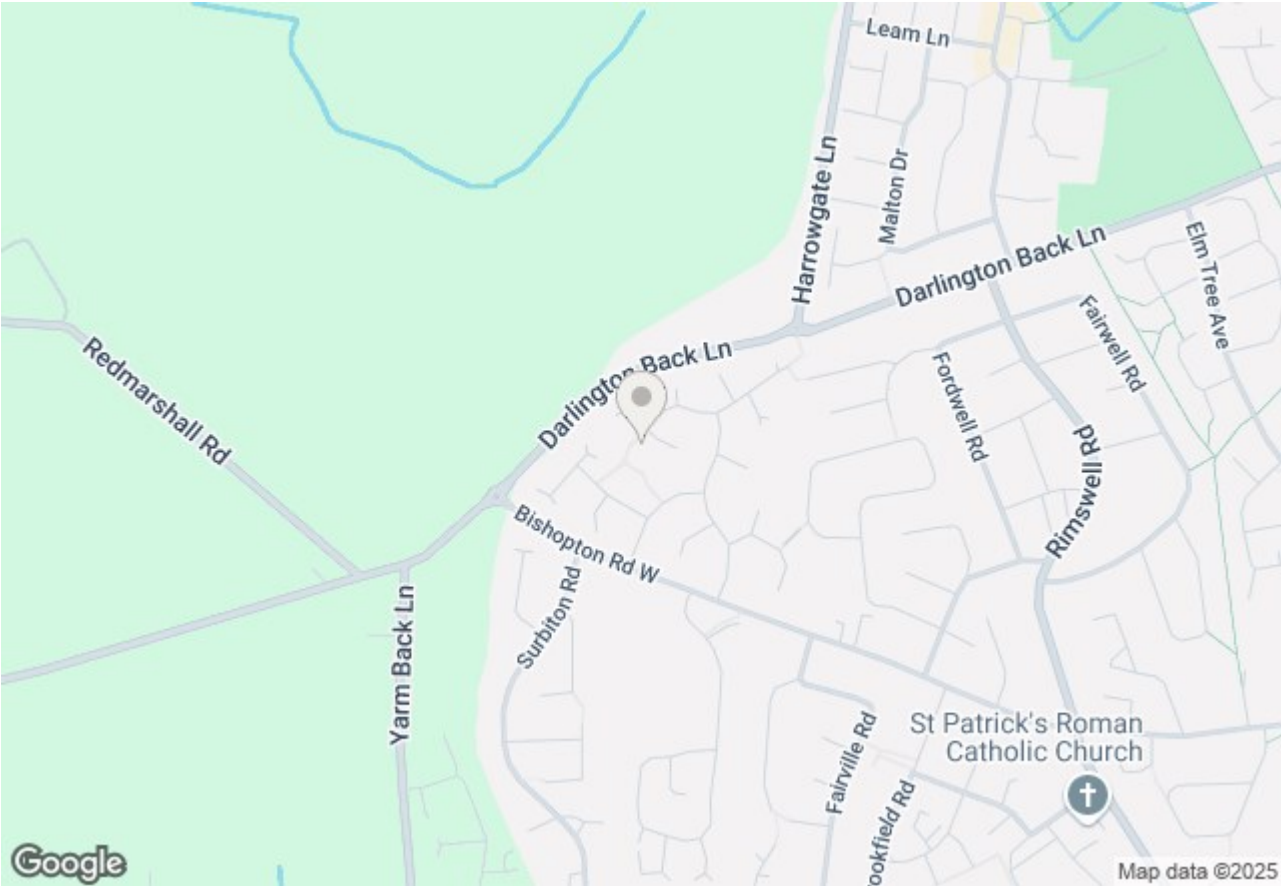 Leam Ln
Harrowgate Ln
Malton Dr
Darlington Back Ln
Elm Tree Ave
Fairwell Rd
Redmarshall Rd
Darlington Back Ln
Fordwell Rd
Rimswell Rd
Bishopton Rd W
Surbiton Rd
Yarm Back Ln
St Patrick's Roman
Catholic Church
Fairville Rd
ookfield Rd
Google
Map data ©2025